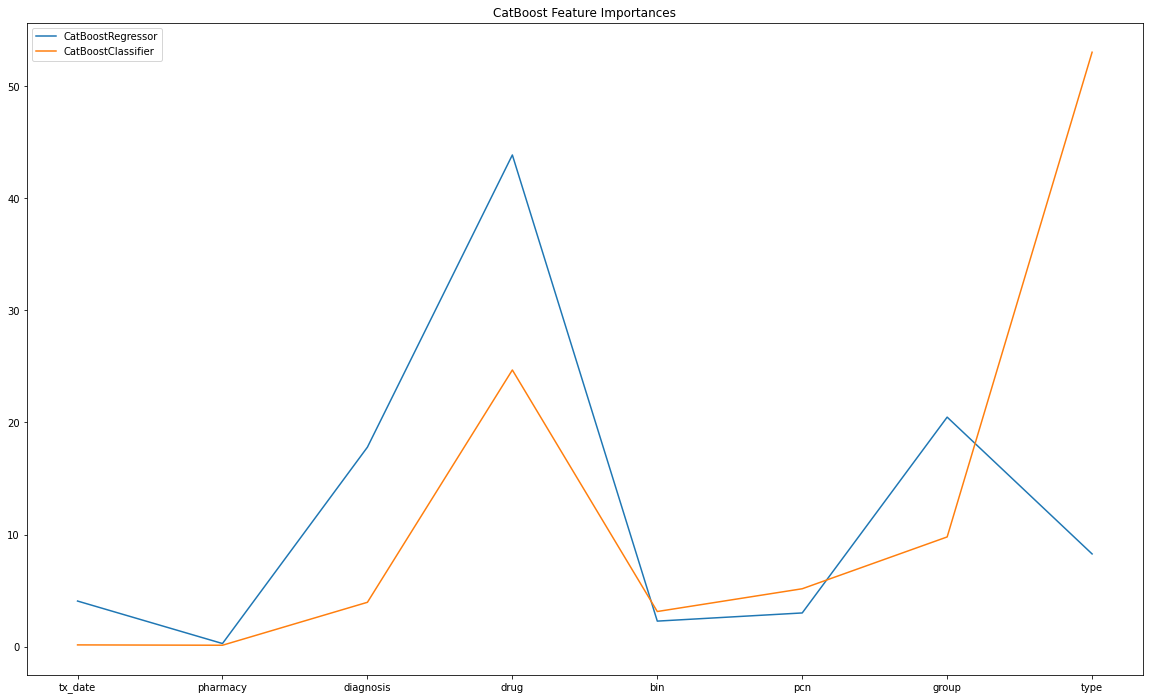 CatBoost Feature Importances
CatBoostRegressor
CatBoostClassifier
50
40
30
20
10
0
tx_date pharmacy diagnosis drug bin pcn group type